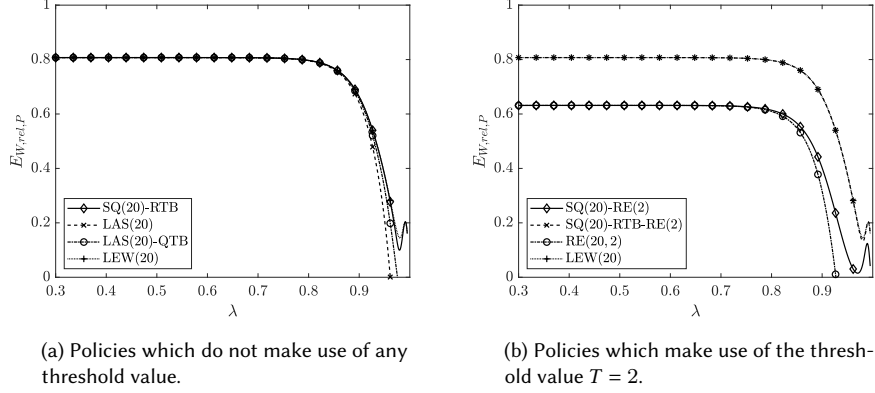 1
0.8
0.6
0.4
0.2
0
E_{W,rel,P}
SQ(20)-RTB
LAS(20)
LAS(20)-QTB
LEW(20)
0.3 0.4 0.5 0.6 0.7 0.8 0.9
λ
(a) Policies which do not make use of any
threshold value.
1
0.8
0.6
0.4
0.2
0
E_{W,rel,P}
SQ(20)-RE(2)
SQ(20)-RTB-RE(2)
RE(20, 2)
LEW(20)
0.3 0.4 0.5 0.6 0.7 0.8 0.9
λ
(b) Policies which make use of the thresh-
old value T = 2.